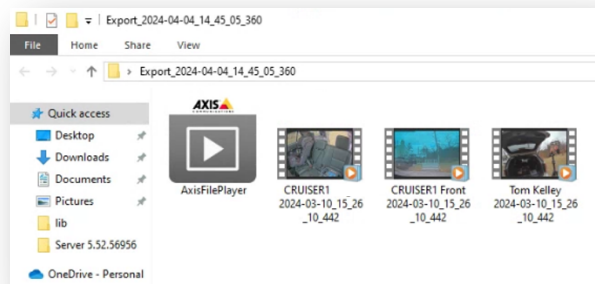 Export_2024-04-04_14_45_05_360
File Home Share View
Export_2024-04-04_14_45_05_360
Quick access
Desktop
Downloads
Documents
Pictures
lib
Server 5.52.56956
OneDrive - Personal
AXIS
COMMUNICATIONS
AxisFilePlayer
CRUISER1
2024-03-10_15_26
_10_442
CRUISER1 Front
2024-03-10_15_26
_10_442
Tom Kelley
2024-03-10_15_26
_10_442